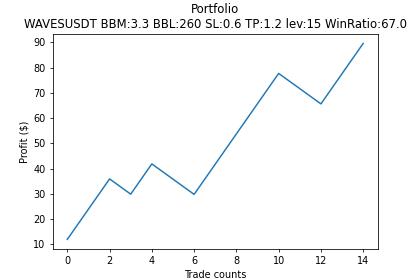 Portfolio
WAVESUSDT BBM:3.3 BBL:260 SL:0.6 TP:1.2 lev:15 WinRatio:67.0
90
80
70
60
50
40
30
20
10
Profit ($)
0 2 4 6 8 10 12 14
Trade counts